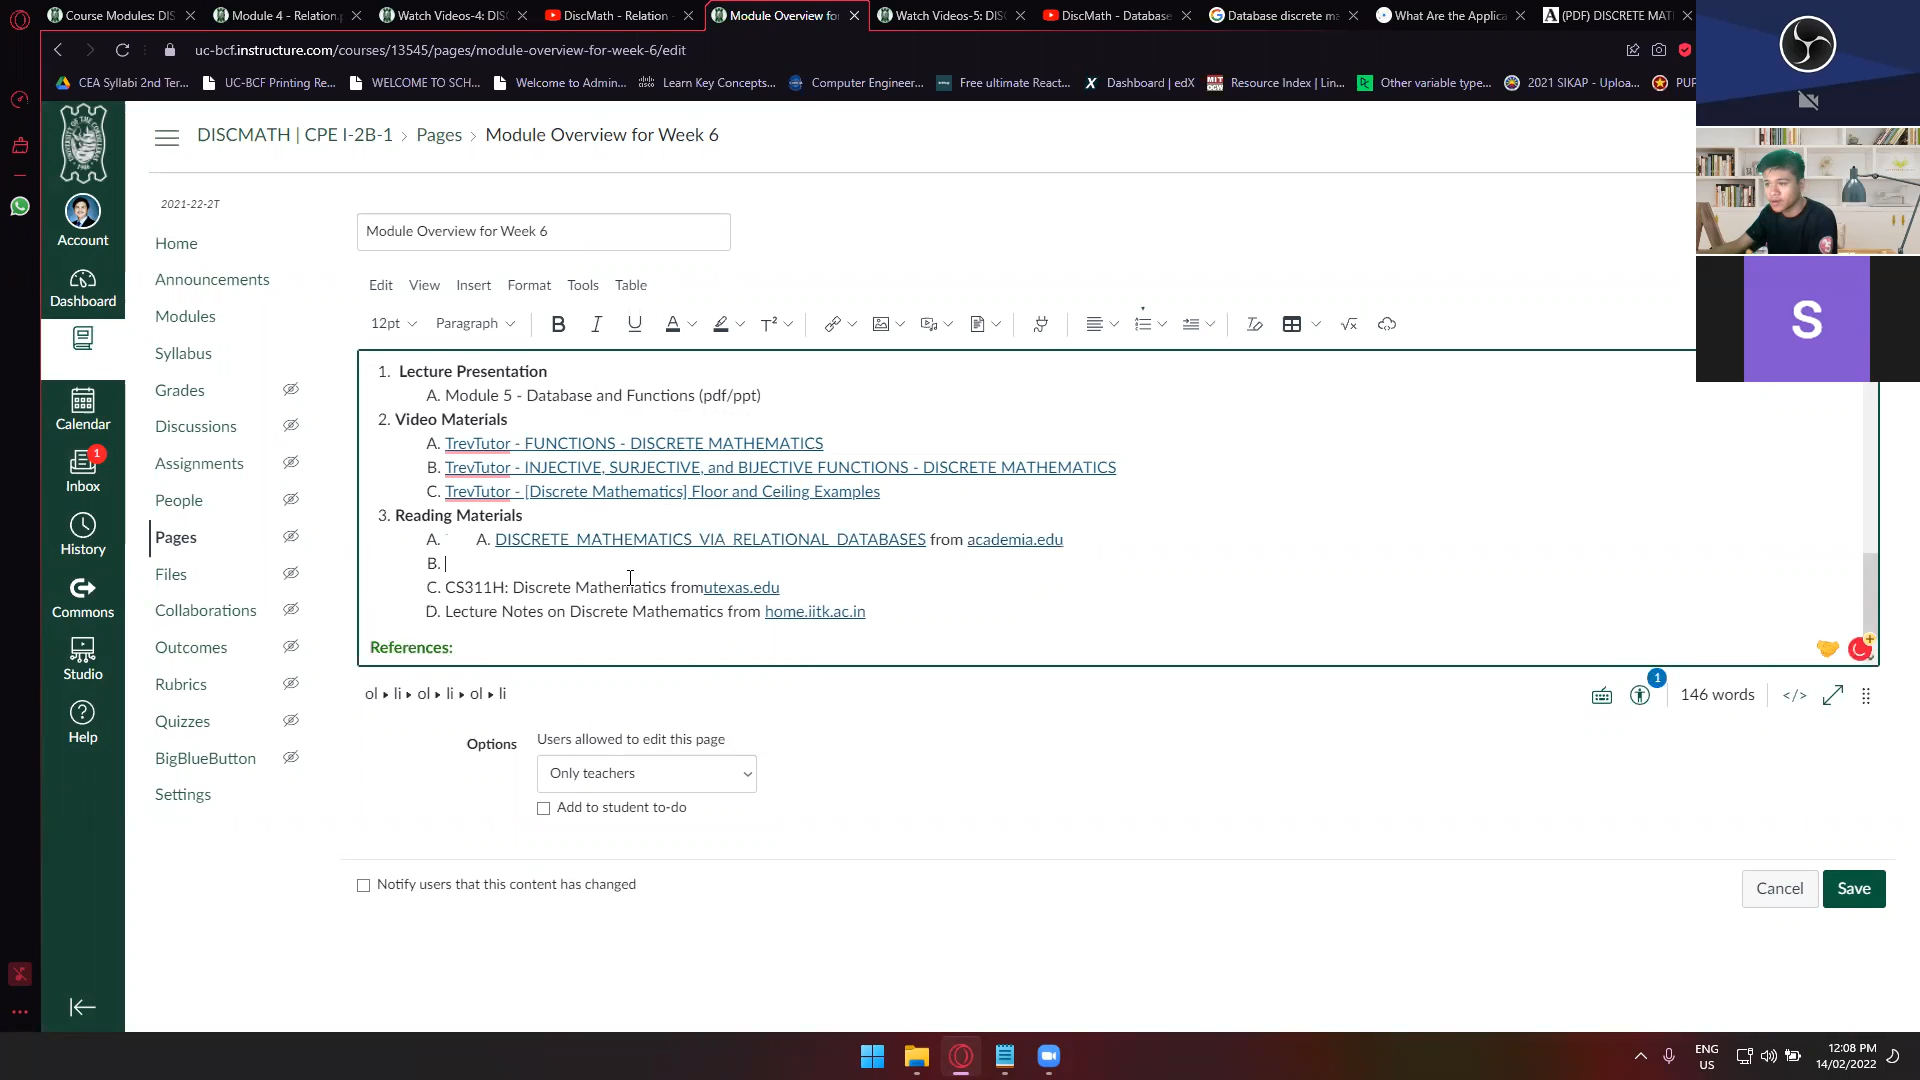 Course Modules: DIS
Module 4 - Relation.p
Watch Videos-4: DISC
DiscMath - Relation -
Module Overview fo
Watch Videos-5: DISC
DiscMath - Database
Database discrete ma
What Are the Applica
(PDF) DISCRETE MAT
uc-bcf.instructure.com/courses/13545/pages/module-overview-for-week-6/edit
CEA Syllabi 2nd Ter...
UC-BCF Printing Re...
WELCOME TO SCH...
Welcome to Admin...
Learn Key Concepts...
Computer Engineer...
Free ultimate React...
Dashboard | edX
Resource Index | Lin...
Other variable type...
2021 SIKAP - Uploa...
PUP
DISCMATH | CPE I-2B-1 > Pages > Module Overview for Week 6
Account
Dashboard
Calendar
1
Inbox
History
Commons
Studio
Help
2021-22-2T
Home
Announcements
Modules
Syllabus
Grades
Discussions
Assignments
People
Pages
Files
Collaborations
Outcomes
Rubrics
Quizzes
BigBlueButton
Settings
Module Overview for Week 6
Edit View Insert Format Tools Table
12pt Paragraph
1. Lecture Presentation
A. Module 5 - Database and Functions (pdf/ppt)
2. Video Materials
A. TrevTutor - FUNCTIONS - DISCRETE MATHEMATICS
B. TrevTutor - INJECTIVE, SURJECTIVE, and BIJECTIVE FUNCTIONS - DISCRETE MATHEMATICS
C. TrevTutor - [Discrete Mathematics] Floor and Ceiling Examples
3. Reading Materials
A. A. DISCRETE MATHEMATICS VIA RELATIONAL DATABASES from academia.edu
B.
C. CS311H: Discrete Mathematics fromutexas.edu
D. Lecture Notes on Discrete Mathematics from home.iitk.ac.in
References:
ol ▸ li ▸ ol ▸ li ▸ ol ▸ li
1
146 words
</>
Options
Users allowed to edit this page
Only teachers
Add to student to-do
Notify users that this content has changed
Cancel
Save
S
ENG
US
12:08 PM
14/02/2022